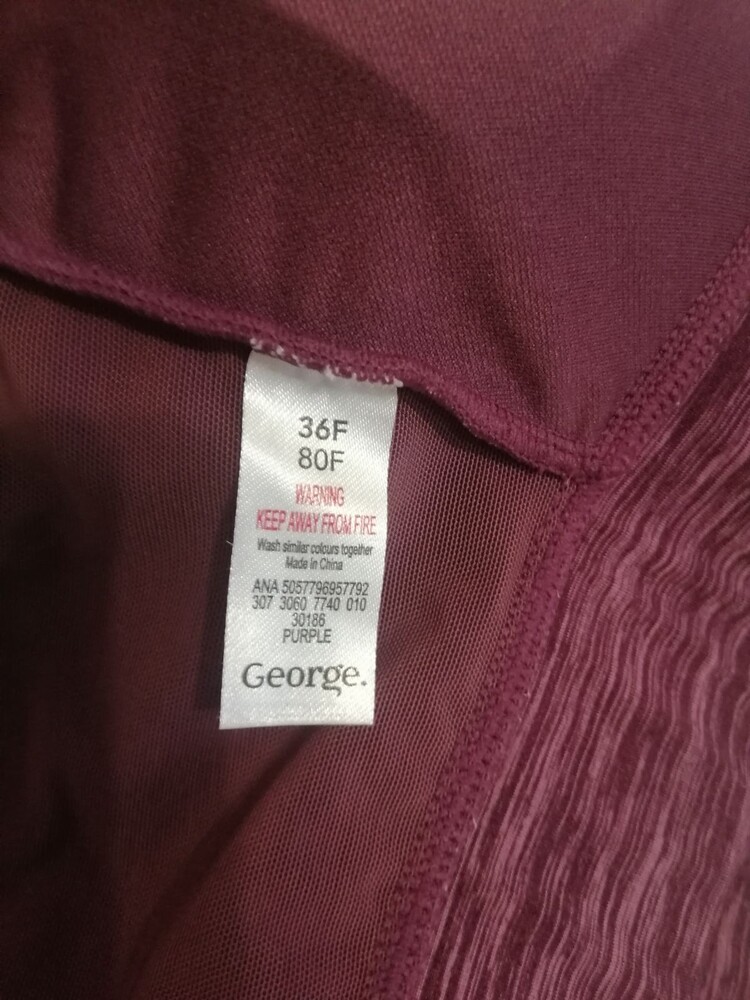 36F
80F
WARNING
KEEP AWAY FROM FIRE
Wash similar colours together
Made in China
ANA 5057796957792
307 3060 7740 010
30186
PURPLE
George.